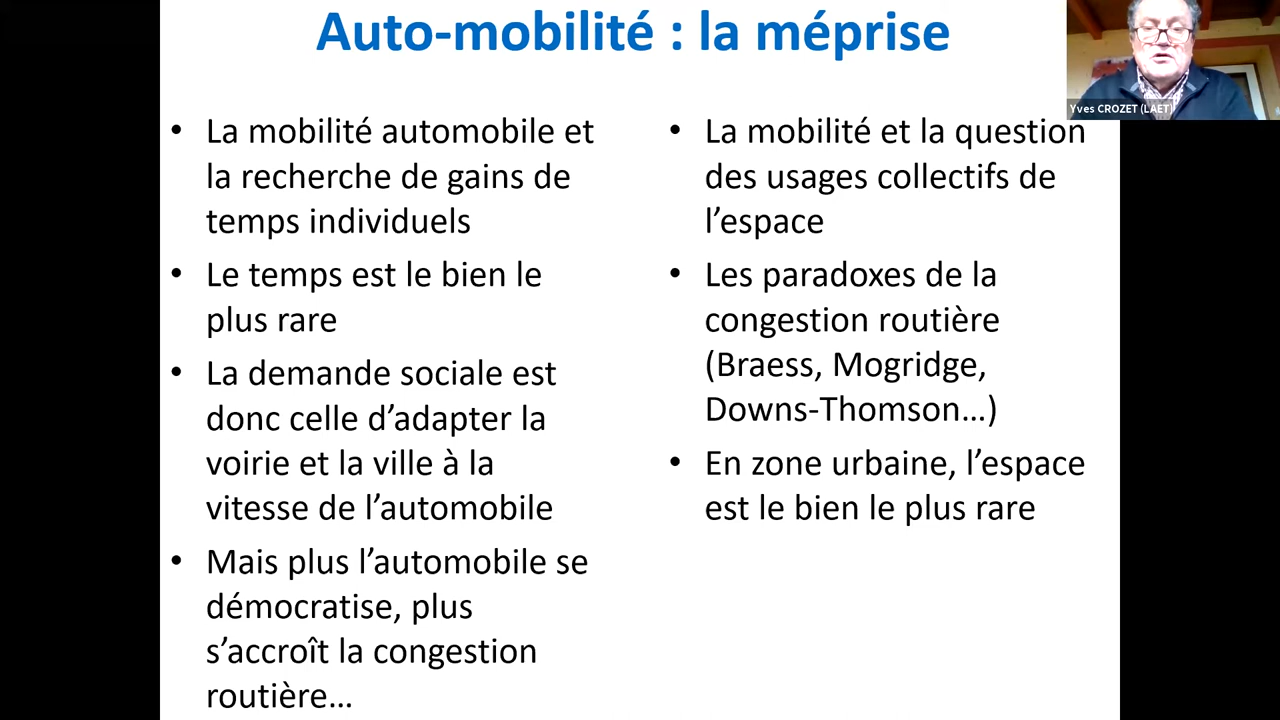 Auto-mobilité : la méprise
Yves CROZET (LAET)
• La mobilité automobile et
la recherche de gains de
temps individuels
• Le temps est le bien le
plus rare
• La demande sociale est
donc celle d’adapter la
voirie et la ville à la
vitesse de l’automobile
• Mais plus l’automobile se
démocratise, plus
s’accroît la congestion
routière…
• La mobilité et la question
des usages collectifs de
l’espace
• Les paradoxes de la
congestion routière
(Braess, Mogridge,
Downs-Thomson…)
• En zone urbaine, l’espace
est le bien le plus rare